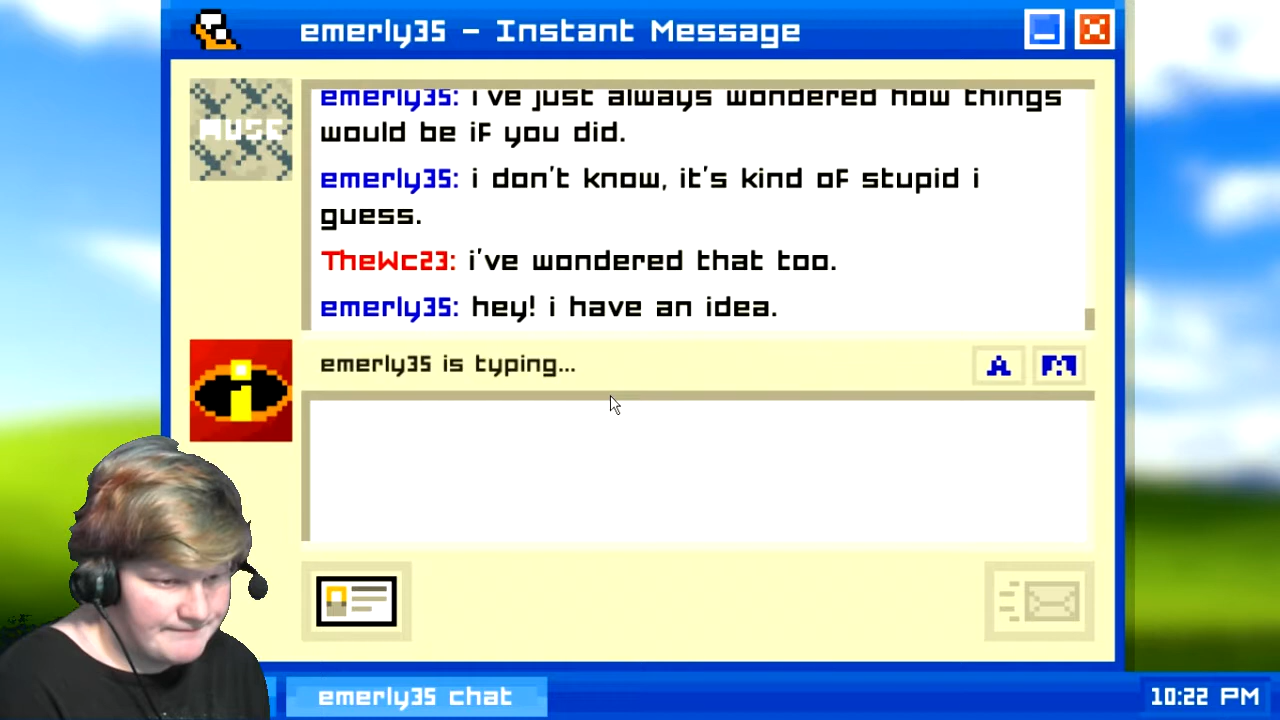 emerly35 - Instant Message
MUSE
emerly35: i've just always wondered how things
would be if you did.
emerly35: i don't know, it's kind of stupid i
guess.
TheWc23: i've wondered that too.
emerly35: hey! i have an idea.
emerly35 is typing...
A
emerly35 chat
10:22 PM